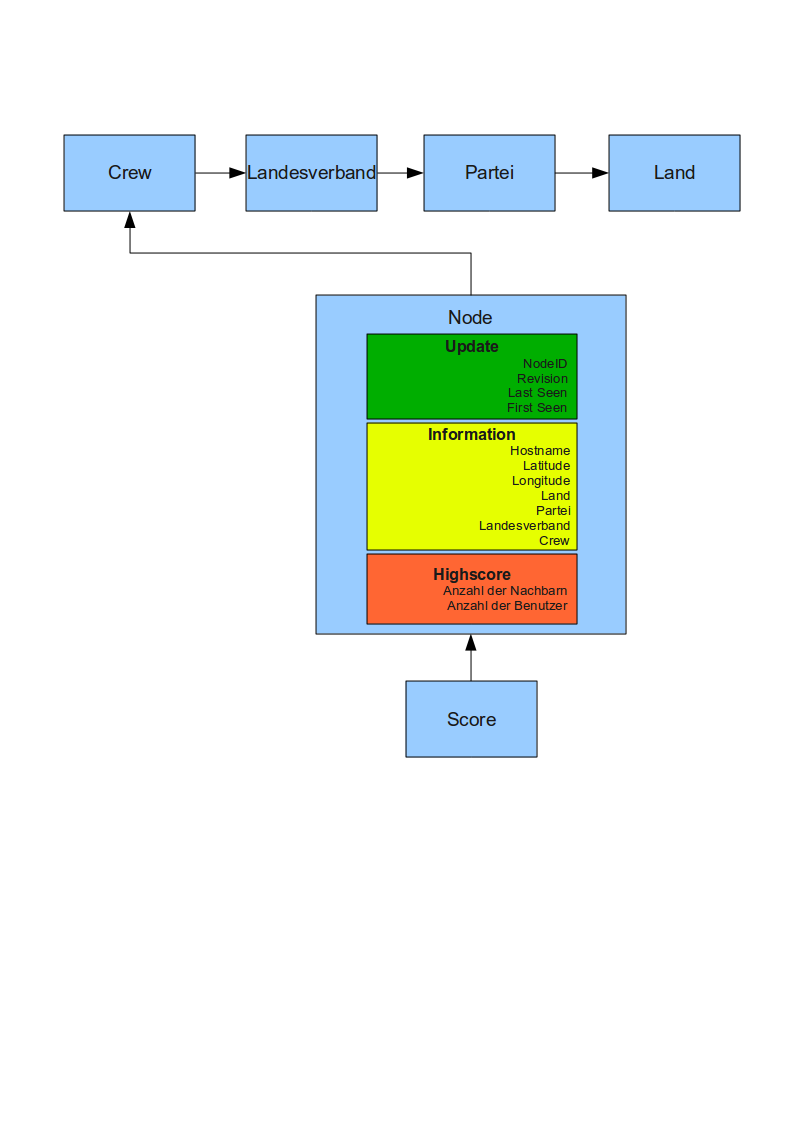 Crew
Landesverband
Partei
Land
Node
Update
NodeID
Revision
Last Seen
First Seen
Information
Hostname
Latitude
Longitude
Land
Partei
Landesverband
Crew
Highscore
Anzahl der Nachbarn
Anzahl der Benutzer
Score